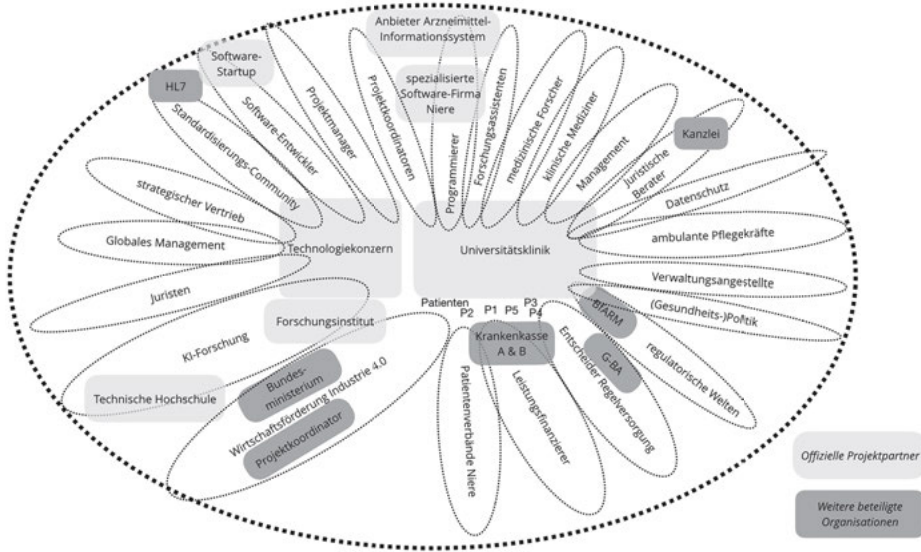 Anbieter Arzneimittel-
Informationssystem
Software-
Startup
HL7
spezialisierte
Software-Firma
Niere
Kanzlei
Standardisierungs-Community
Software-Entwickler
Projektmanager
Projektkoordinatoren
Programmierer
Forschungsassistenten
medizinische Forscher
klinische Mediziner
Management
Juristische
Berater
Datenschutz
strategischer Vertrieb
Globales Management
Juristen
Technologiekonzern
Universitätsklinik
ambulante Pflegekräfte
Verwaltungsangestellte
(Gesundheits-)Politik
BfARM
regulatorische Welten
Patienten
P2
P1
P5
P3
P4
Krankenkasse
A & B
G-BA
Entscheider Regelversorgung
Leistungsfinanzierer
Patientenverbände Niere
Forschungsinstitut
KI-Forschung
Technische Hochschule
Bundes-
ministerium
Wirtschaftsförderung Industrie 4.0
Projektkoordinator
Offizielle Projektpartner
Weitere beteiligte
Organisationen